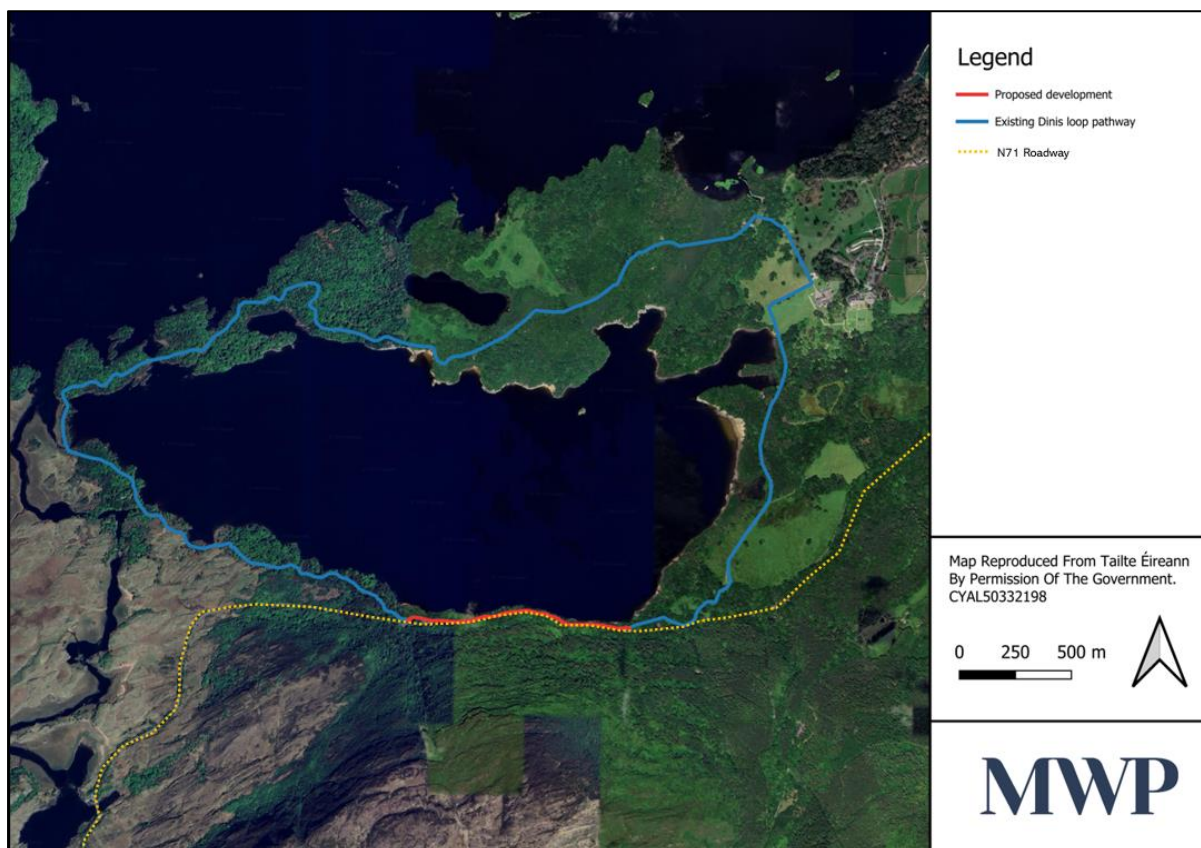 Legend
Proposed development
Existing Dinis loop pathway
N71 Roadway
Map Reproduced From Tailte Éireann
By Permission Of The Government.
CYAL50332198
0 250 500 m
MWP